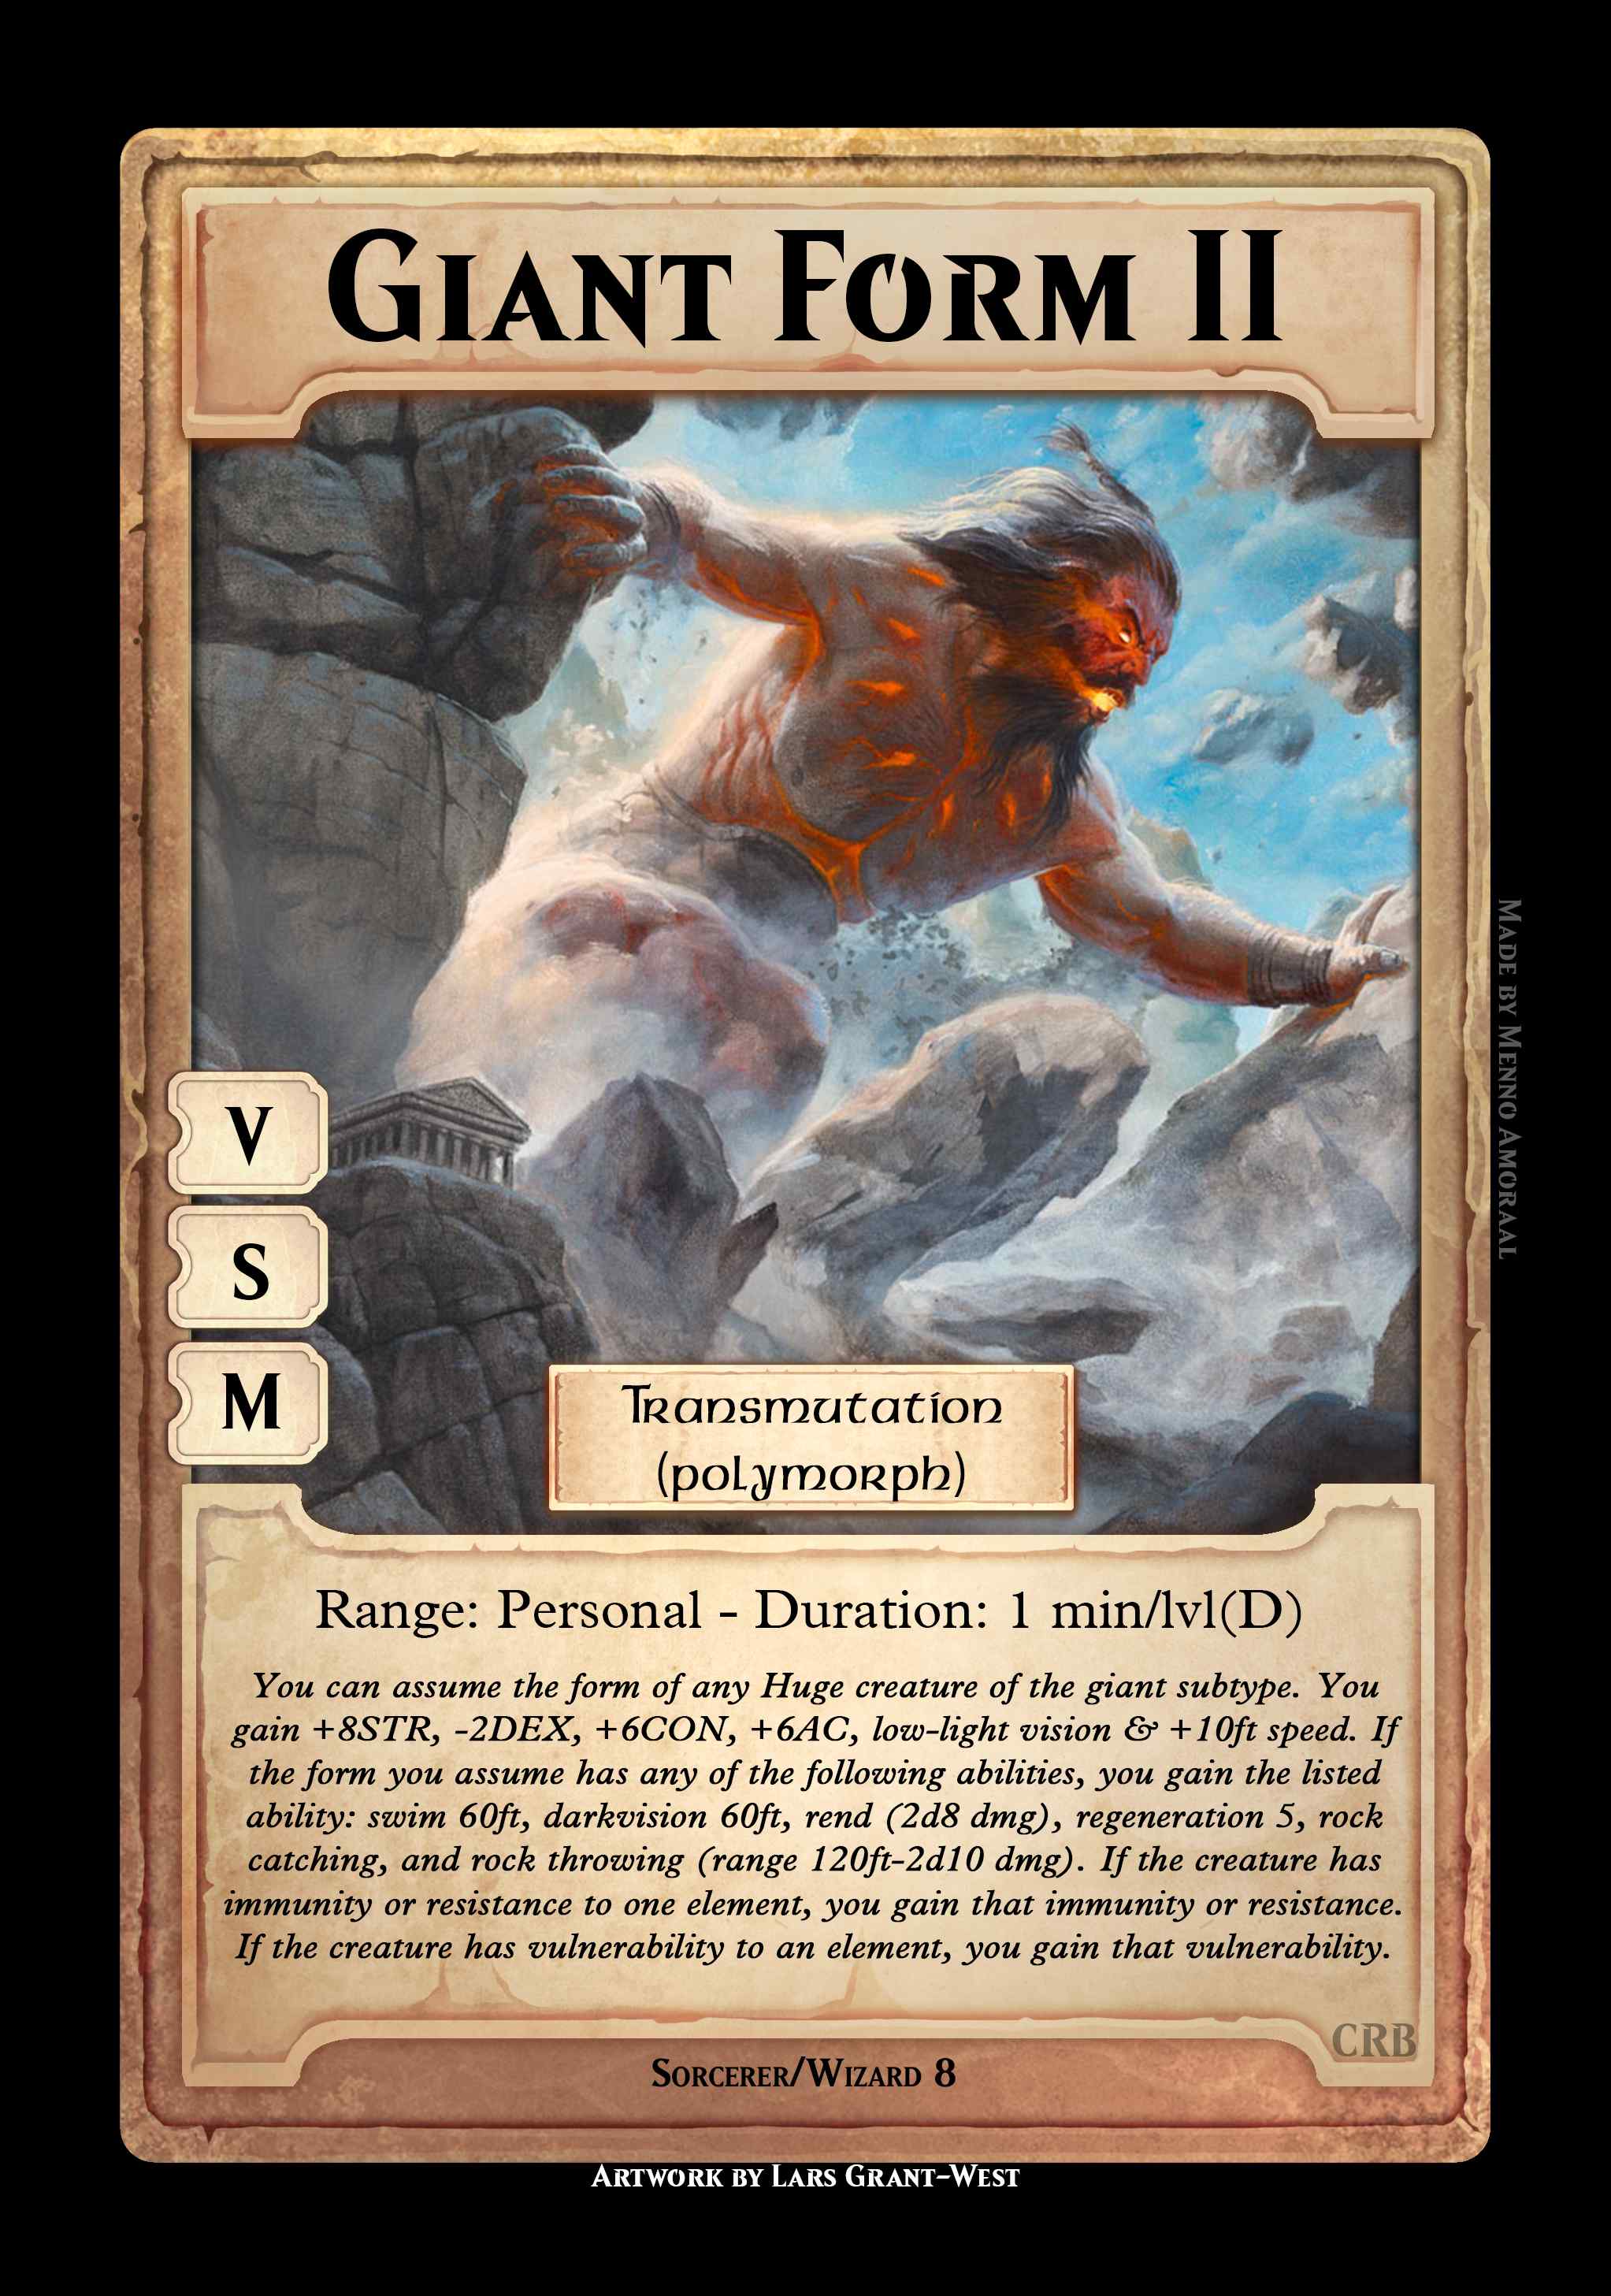 Giant Form II
V
S
M
Transmutation
(polymorph)
Range: Personal - Duration: 1 min/lvl(D)
You can assume the form of any Huge creature of the giant subtype. You
gain +8STR, -2DEX, +6CON, +6AC, low-light vision & +10ft speed. If
the form you assume has any of the following abilities, you gain the listed
ability: swim 60ft, darkvision 60ft, rend (2d8 dmg), regeneration 5, rock
catching, and rock throwing (range 120ft-2d10 dmg). If the creature has
immunity or resistance to one element, you gain that immunity or resistance.
If the creature has vulnerability to an element, you gain that vulnerability.
CRB
Sorcerer/Wizard 8
Artwork by Lars Grant-West
Made by Menno Amoraal